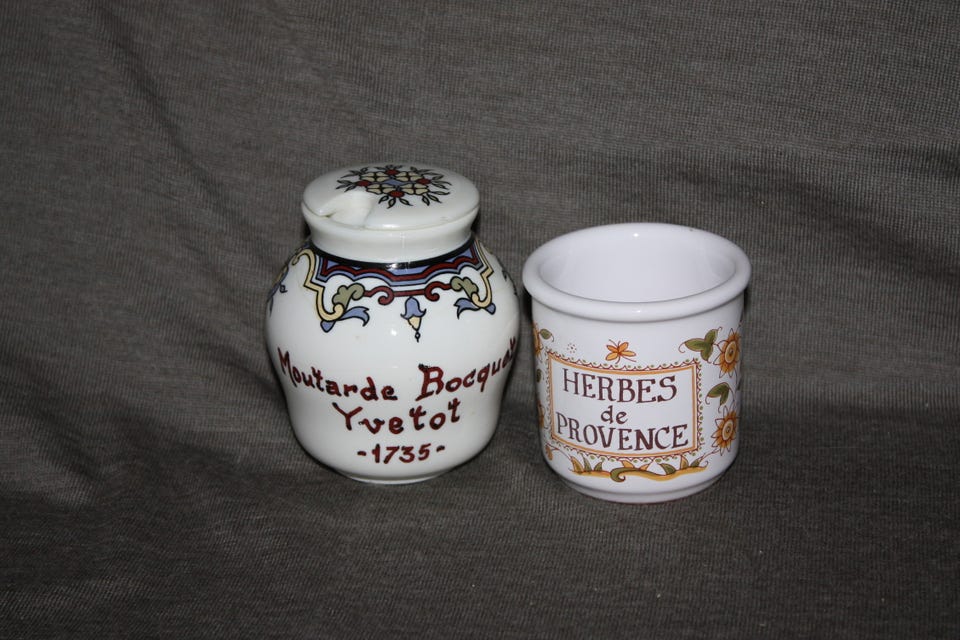 Moutarde Bocquet
Yvetot
-1735-
HERBES
de
PROVENCE